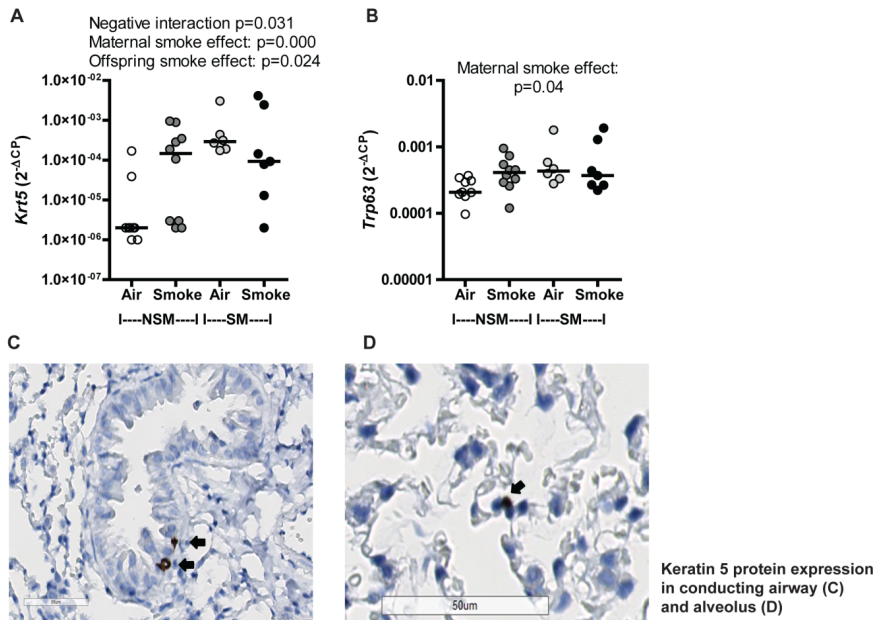 A
Negative interaction p=0.031
Maternal smoke effect: p=0.000
Offspring smoke effect: p=0.024
Krt5 (2-ΔCP)
1.0×10-02
1.0×10-03
1.0×10-04
1.0×10-05
1.0×10-06
1.0×10-07
Air Smoke Air Smoke
I----NSM----I I----SM----I
B
Maternal smoke effect:
p=0.04
Trp63 (2-ΔCP)
0.01
0.001
0.0001
0.00001
Air Smoke Air Smoke
I----NSM----I I----SM----I
C
D
50um
Keratin 5 protein expression
in conducting airway (C)
and alveolus (D)